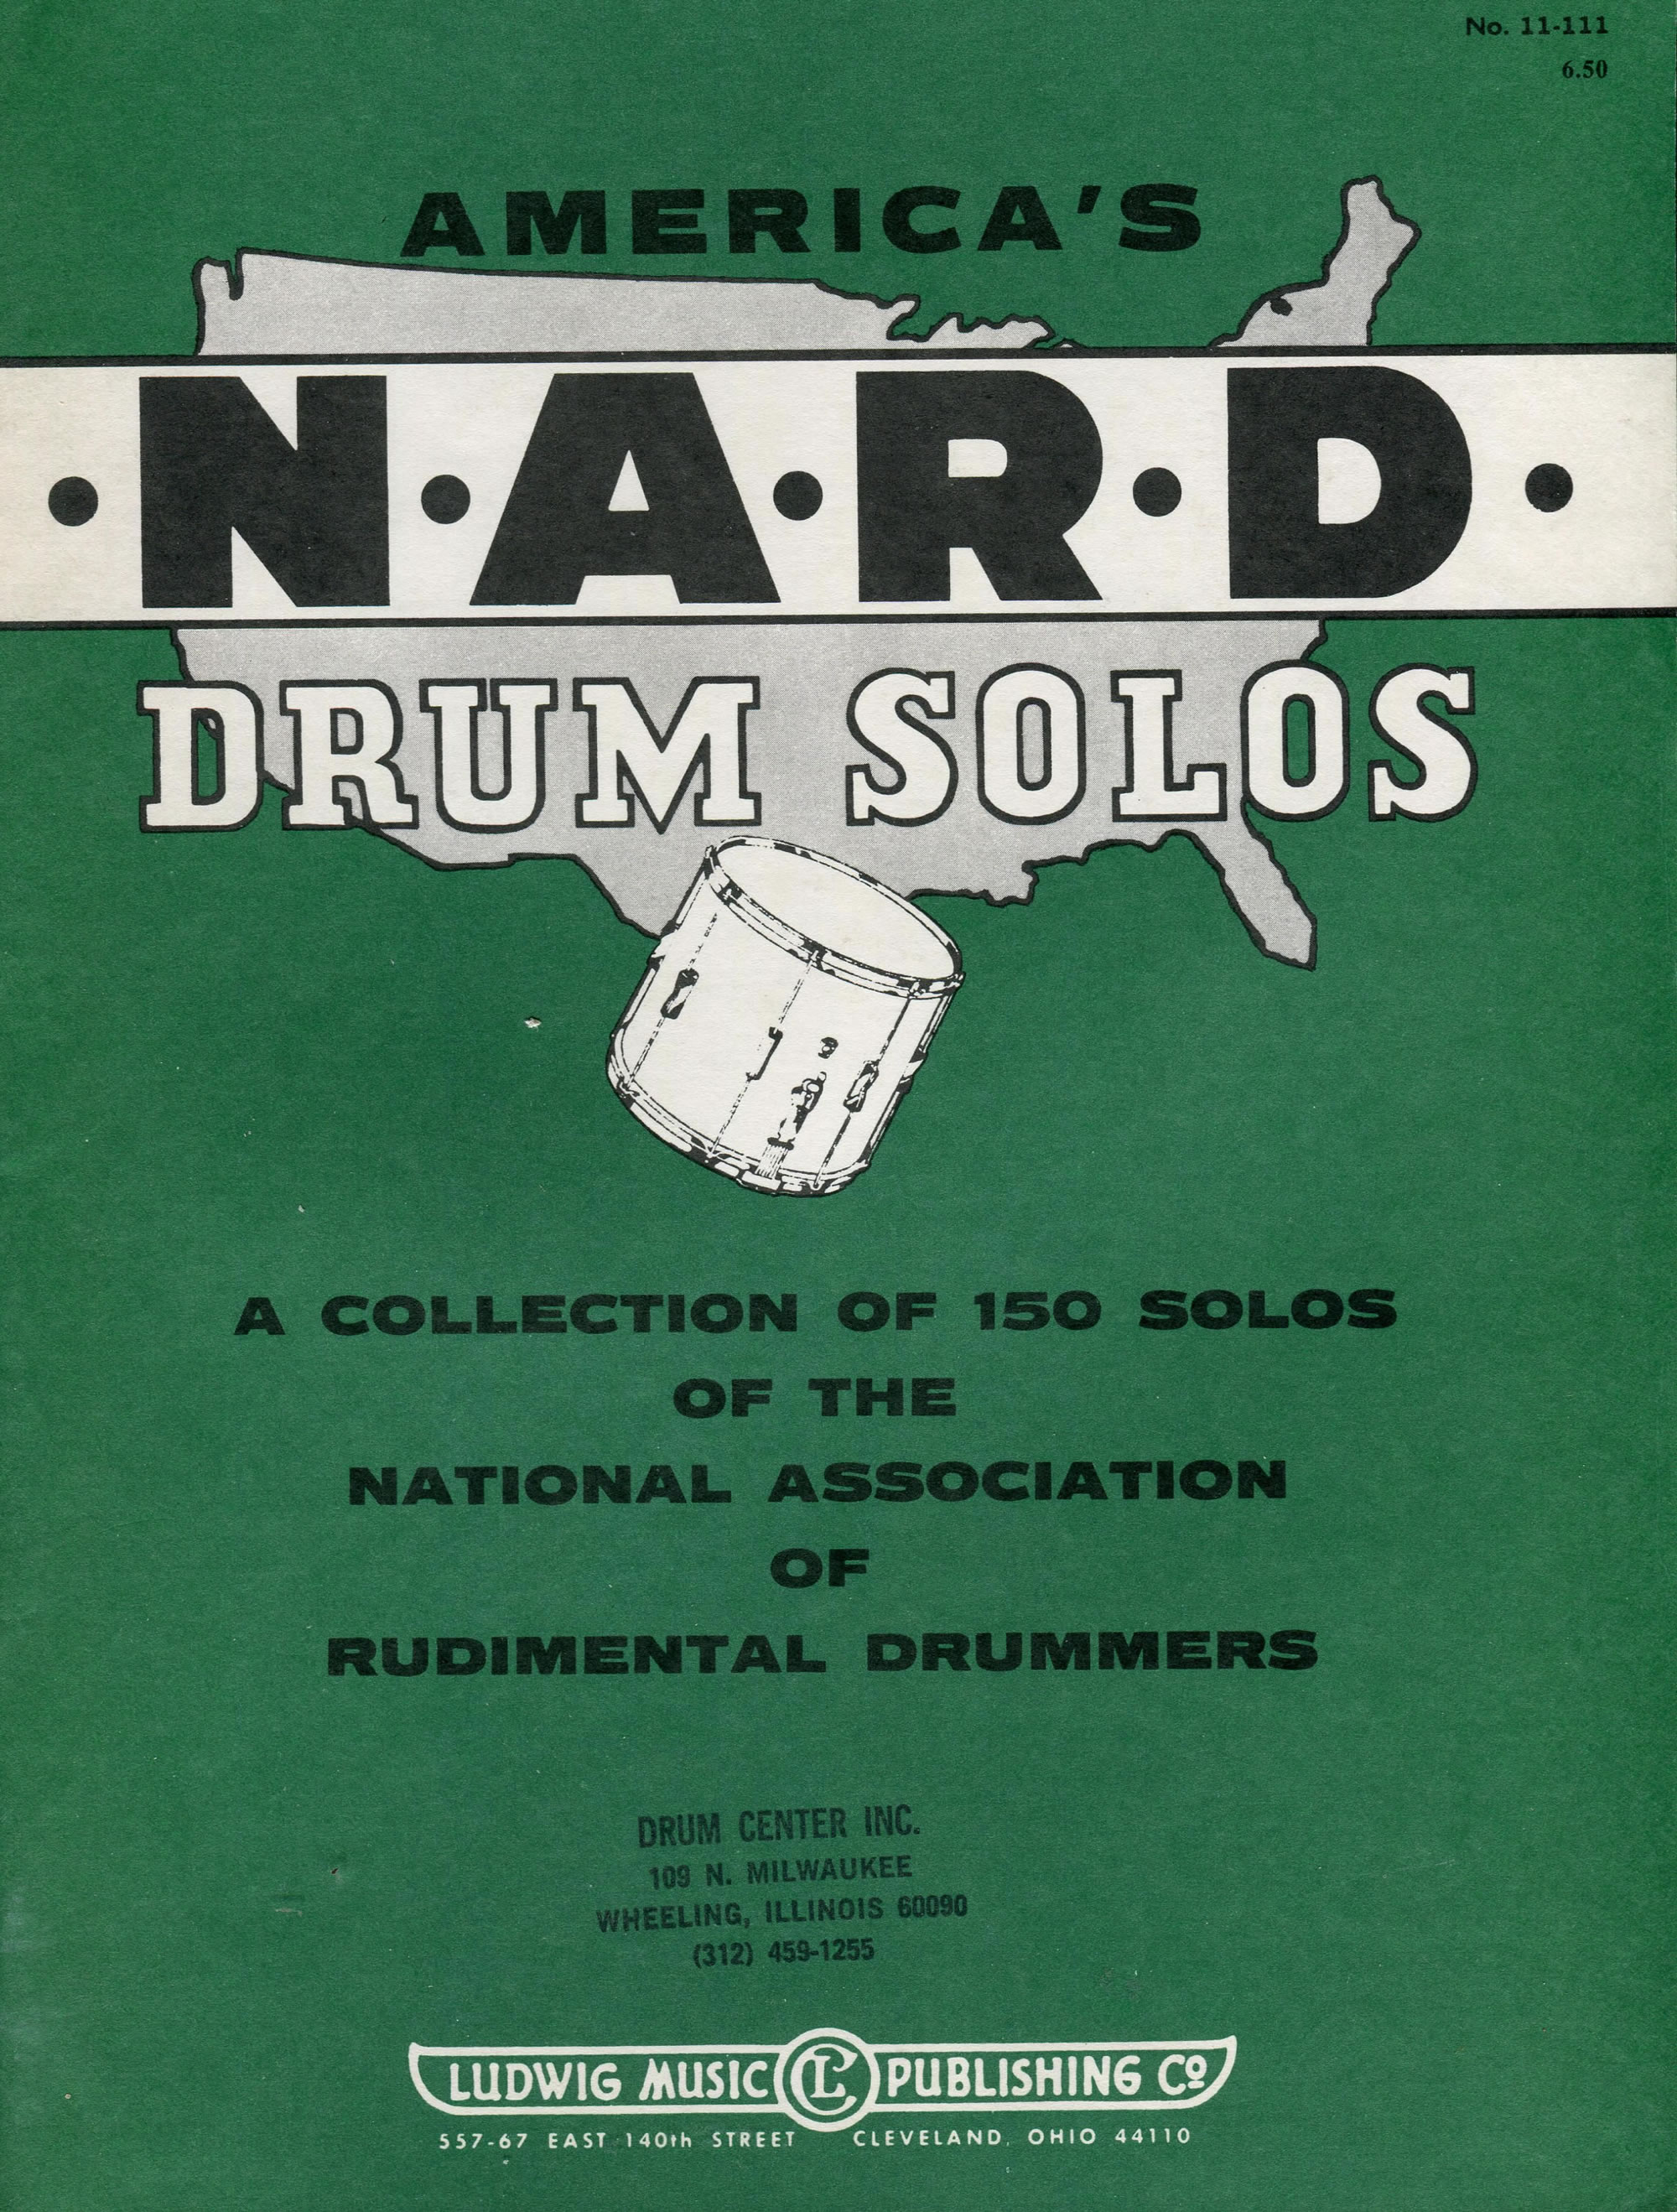 No. 11-111
6.50
AMERICA'S
·N·A·R·D·
DRUM SOLOS
A COLLECTION OF 150 SOLOS
OF THE
NATIONAL ASSOCIATION
OF
RUDIMENTAL DRUMMERS
DRUM CENTER INC.
109 N. MILWAUKEE
WHEELING, ILLINOIS 60090
(312) 459-1255
LUDWIG MUSIC LC PUBLISHING Cº
557-67 EAST 140th STREET CLEVELAND, OHIO 44110